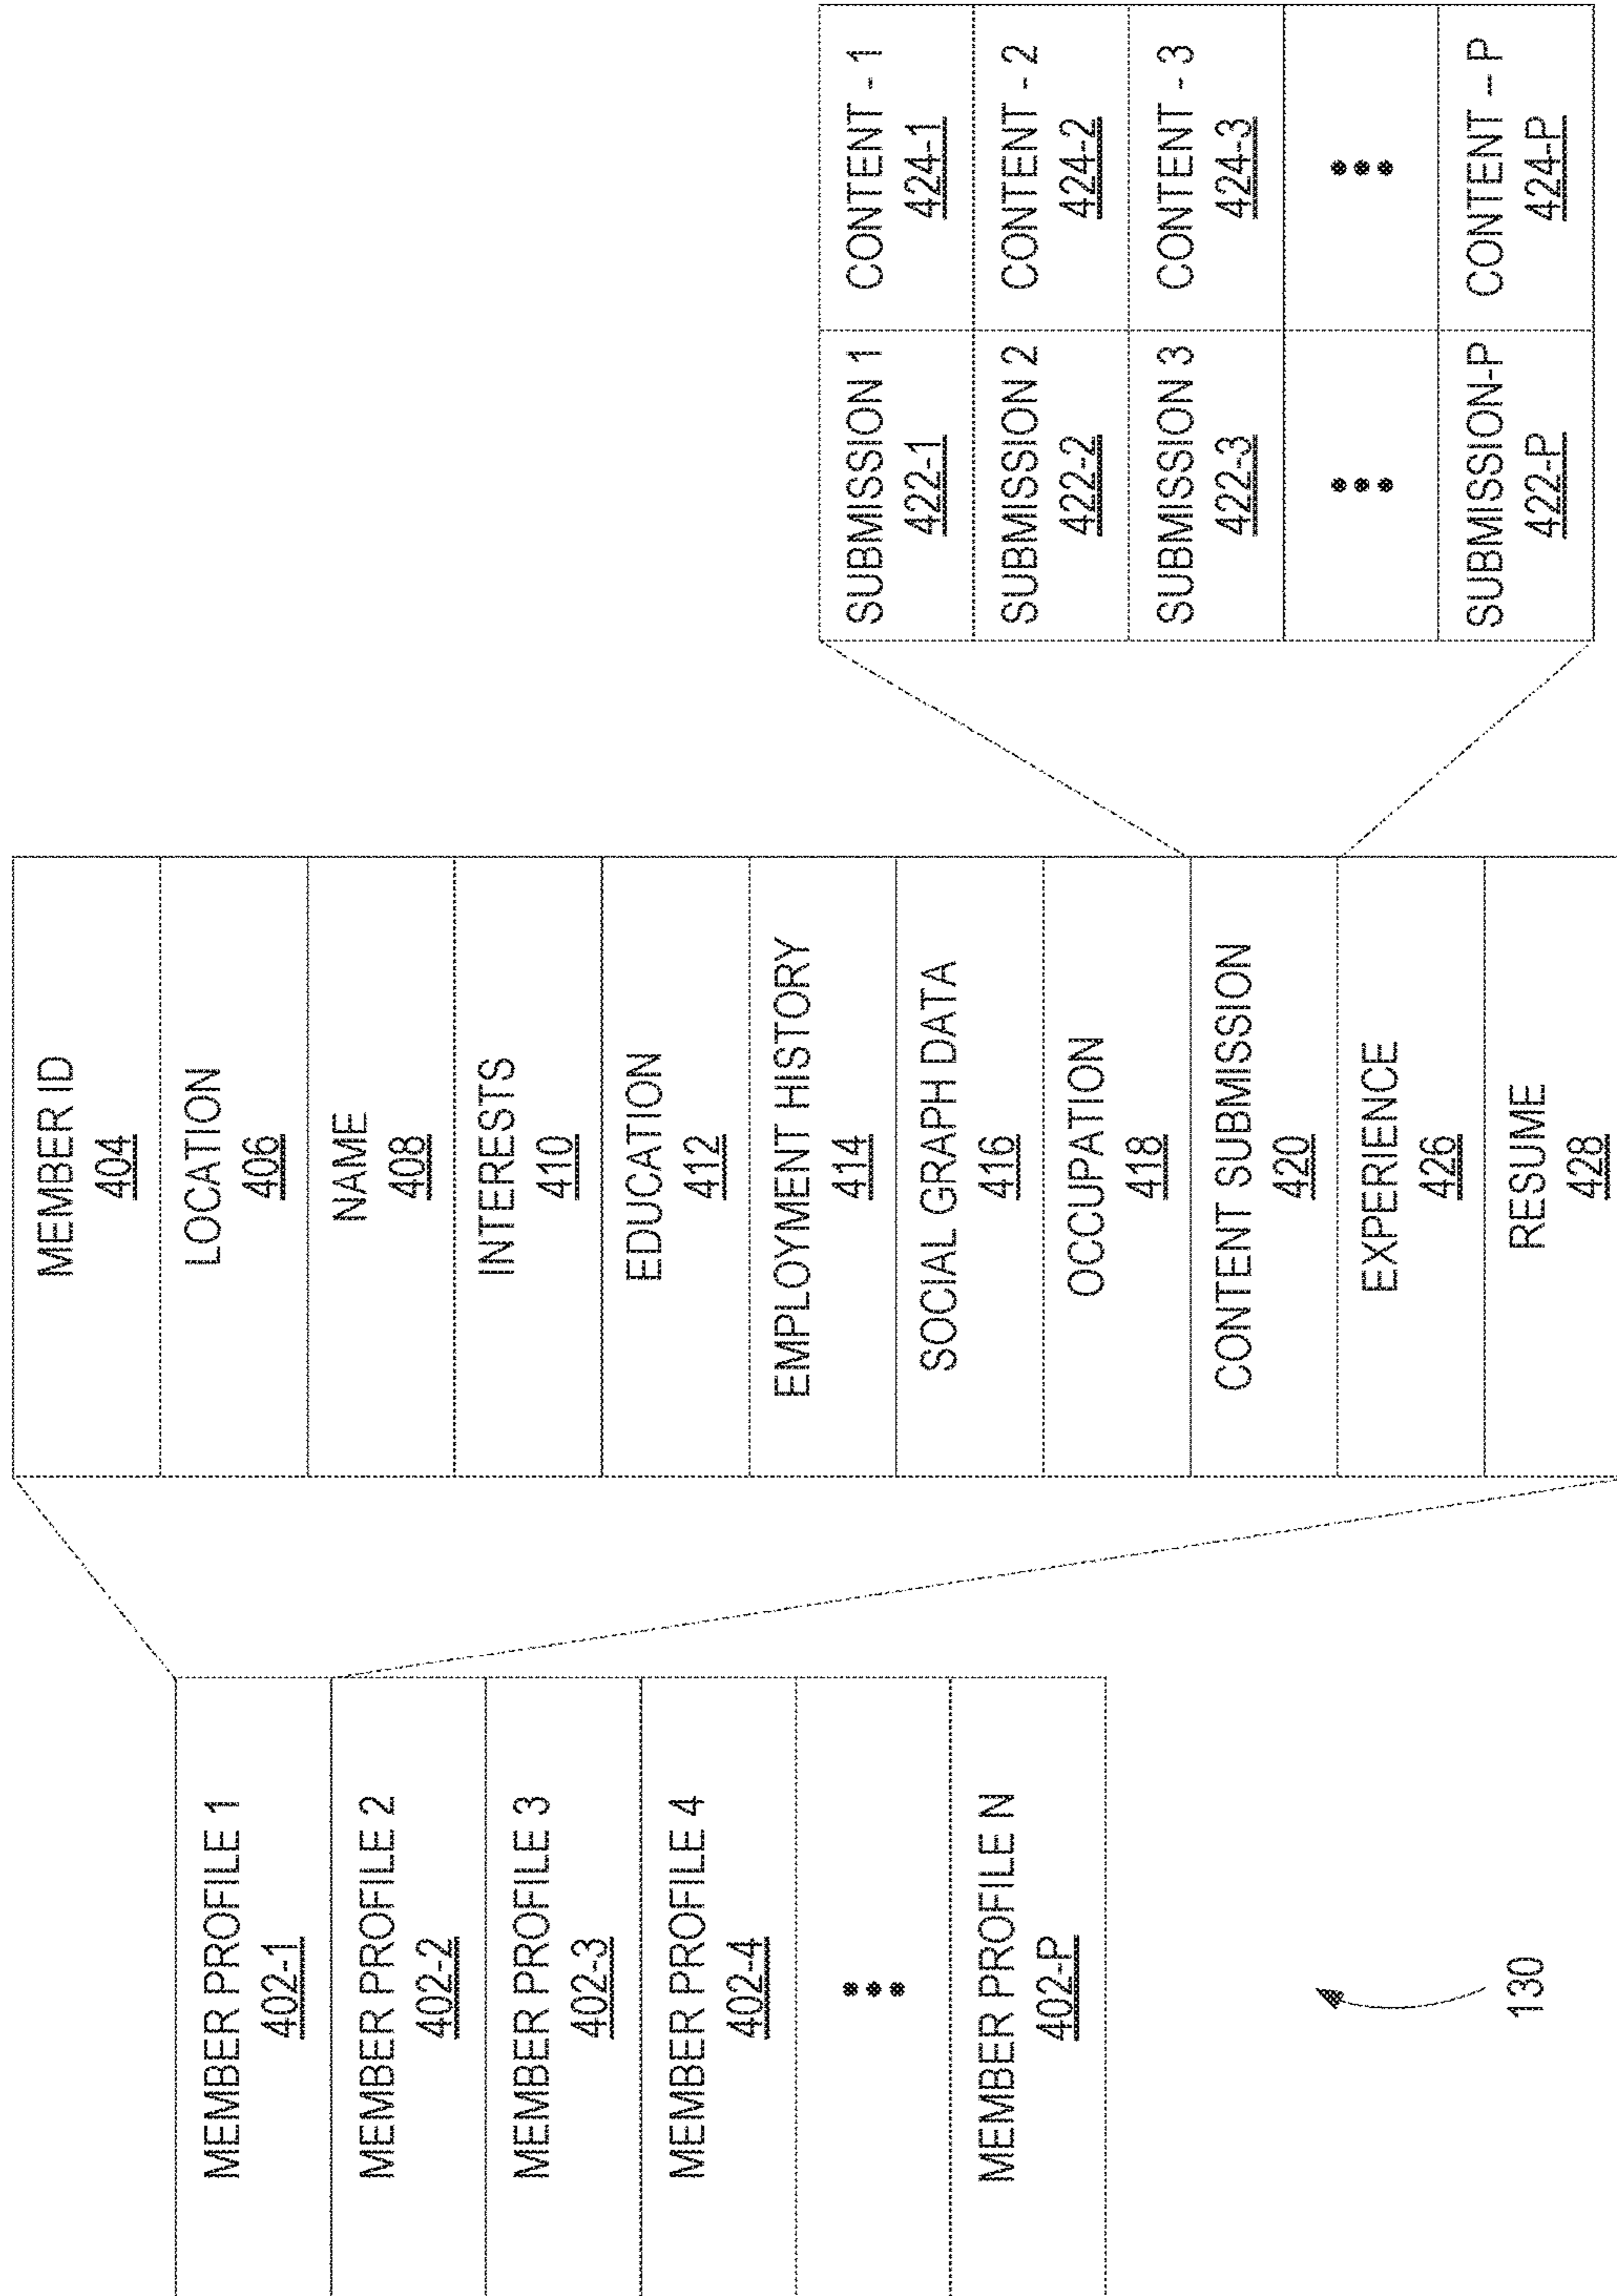 MEMBER PROFILE 1
402-1
MEMBER PROFILE 2
402-2
MEMBER PROFILE 3
402-3
MEMBER PROFILE 4
402-4
•••
MEMBER PROFILE N
402-P
130
MEMBER ID
404
LOCATION
406
NAME
408
INTERESTS
410
EDUCATION
412
EMPLOYMENT HISTORY
414
SOCIAL GRAPH DATA
416
OCCUPATION
418
CONTENT SUBMISSION
420
EXPERIENCE
426
RESUME
428
SUBMISSION 1
422-1
CONTENT - 1
424-1
SUBMISSION 2
422-2
CONTENT - 2
424-2
SUBMISSION 3
422-3
CONTENT - 3
424-3
•••
•••
SUBMISSION-P
422-P
CONTENT -- P
424-P